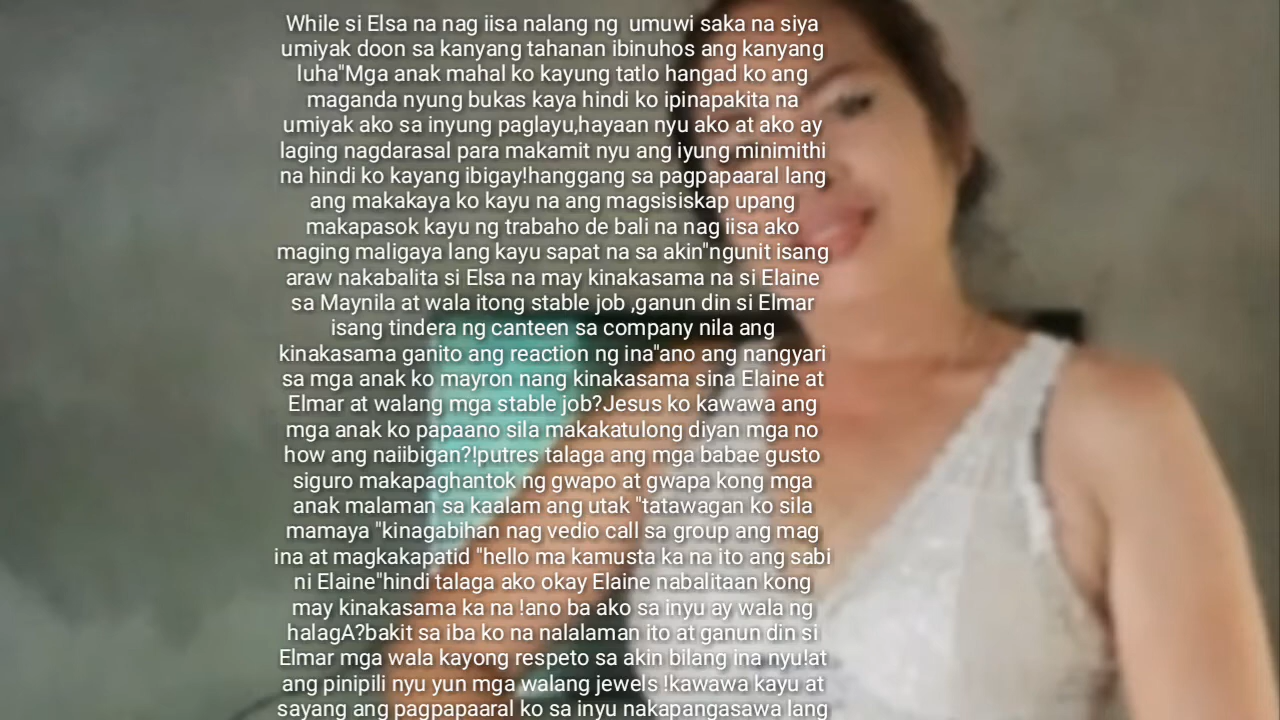 While si Elsa na nag iisa nalang ng  umuwi saka na siya
umiyak doon sa kanyang tahanan ibinuhos ang kanyang
luha"Mga anak mahal ko kayung tatlo hangad ko ang
maganda nyung bukas kaya hindi ko ipinapakita na
umiyak ako sa inyung paglayu,hayaan nyu ako at ako ay
laging nagdarasal para makamit nyu ang iyung minimithi
na hindi ko kayang ibigay!hanggang sa pagpapaaral lang
ang makakaya ko kayu na ang magsisiskap upang
makapasok kayu ng trabaho de bali na nag iisa ako
maging maligaya lang kayu sapat na sa akin"ngunit isang
araw nakabalita si Elsa na may kinakasama na si Elaine
sa Maynila at wala itong stable job ,ganun din si Elmar
isang tindera ng canteen sa company nila ang
kinakasama ganito ang reaction ng ina"ano ang nangyari
sa mga anak ko mayron nang kinakasama sina Elaine at
Elmar at walang mga stable job?Jesus ko kawawa ang
mga anak ko papaano sila makakatulong diyan mga no
how ang naiibigan?!putres talaga ang mga babae gusto
siguro makapaghantok ng gwapo at gwapa kong mga
anak malaman sa kaalam ang utak "tatawagan ko sila
mamaya "kinagabihan nag vedio call sa group ang mag
ina at magkakapatid "hello ma kamusta ka na ito ang sabi
ni Elaine"hindi talaga ako okay Elaine nabalitaan kong
may kinakasama ka na !ano ba ako sa inyu ay wala ng
halagA?bakit sa iba ko na nalalaman ito at ganun din si
Elmar mga wala kayong respeto sa akin bilang ina nyu!at
ang pinipili nyu yun mga walang jewels !kawawa kayu at
sayang ang pagpapaaral ko sa inyu nakapangasawa lang